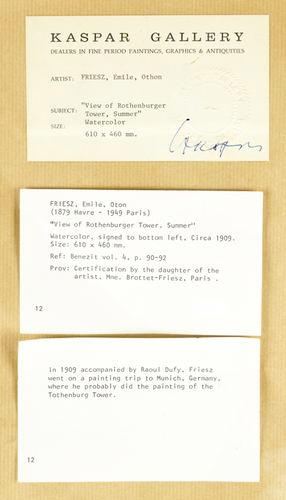 KASPAR GALLERY
DEALERS IN FINE PERIOD PAINTINGS, GRAPHICS & ANTIQUITIES
ARTIST: FRIESZ, Emile, Othon
SUBJECT: "View of Rothenburger
Tower, Summer"
SIZE: Watercolor
610 x 460 mm.
FRIESZ, Emile, Oton
(1879 Havre - 1949 Paris)
"View of Rothenburger Tower, Summer"
Watercolor, signed to bottom left, Circa 1909.
Size: 610 x 460 mm.
Ref: Benezit vol. 4, p. 90-92
Prov: Certification by the daughter of the
artist, Mne. Brottet-Friesz, Paris .
12
in 1909 accompanied by Raoul Dufy, Friesz
went on a painting trip to Munich, Germany,
where he probably did the painting of the
Tothenburg Tower.
12